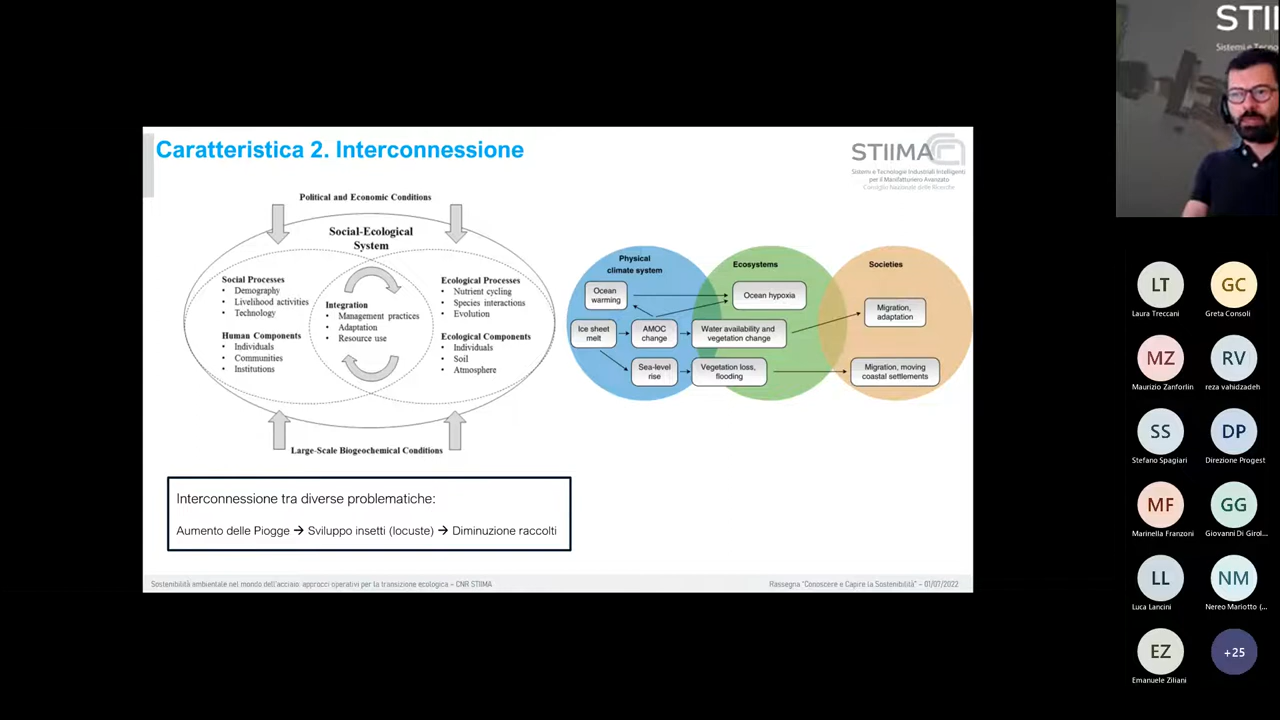 STII
Sistemi e Tecno
Caratteristica 2. Interconnessione
STIIMA
Sistemi e Tecnologie Industriali Intelligenti
per il Manifatturiero Avanzato
Consiglio Nazionale delle Ricerche
Political and Economic Conditions
Social-Ecological
System
Social Processes
• Demography
• Livelihood activities
• Technology
Human Components
• Individuals
• Communities
• Institutions
Integration
• Management practices
• Adaptation
• Resource use
Ecological Processes
• Nutrient cycling
• Species interactions
• Evolution
Ecological Components
• Individuals
• Soil
• Atmosphere
Large-Scale Biogeochemical Conditions
Physical
climate system
Ecosystems
Societies
Ocean
warming
Ocean hypoxia
Migration,
adaptation
Ice sheet
melt
AMOC
change
Water availability and
vegetation change
Sea-level
rise
Vegetation loss,
flooding
Migration, moving
coastal settlements
Interconnessione tra diverse problematiche:
Aumento delle Piogge → Sviluppo insetti (locuste) → Diminuzione raccolti
Sostenibilità ambientale nel mondo dell'acciaio: approcci operativi per la transizione ecologica – CNR STIIMA
Rassegna "Conoscere e Capire la Sostenibilità" – 01/07/2022
LT
Laura Treccani
GC
Greta Consoli
MZ
Maurizio Zanforlin
RV
reza vahidzadeh
SS
Stefano Spagiari
DP
Direzione Progest
MF
Marinella Franzoni
GG
Giovanni Di Girol...
LL
Luca Lancini
NM
Nereo Mariotto (...
EZ
Emanuele Ziliani
+25